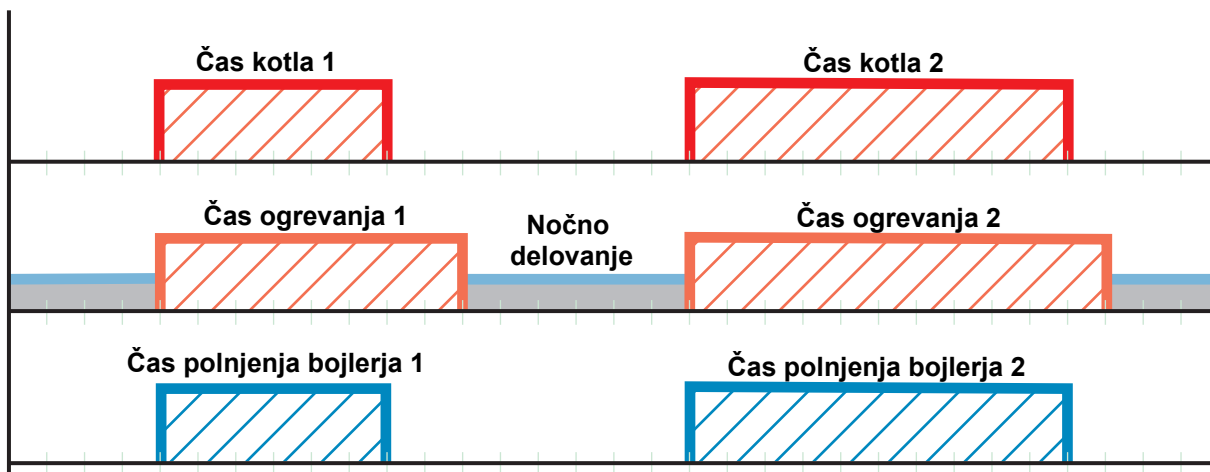 Čas kotla 1
Čas kotla 2
Čas ogrevanja 1
Nočno
delovanje
Čas ogrevanja 2
Čas polnjenja bojlerja 1
Čas polnjenja bojlerja 2